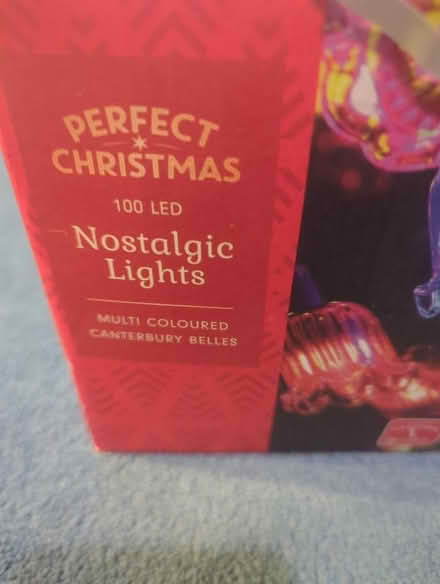 PERFECT
CHRISTMAS
100 LED
Nostalgic
Lights
MULTI COLOURED
CANTERBURY BELLES